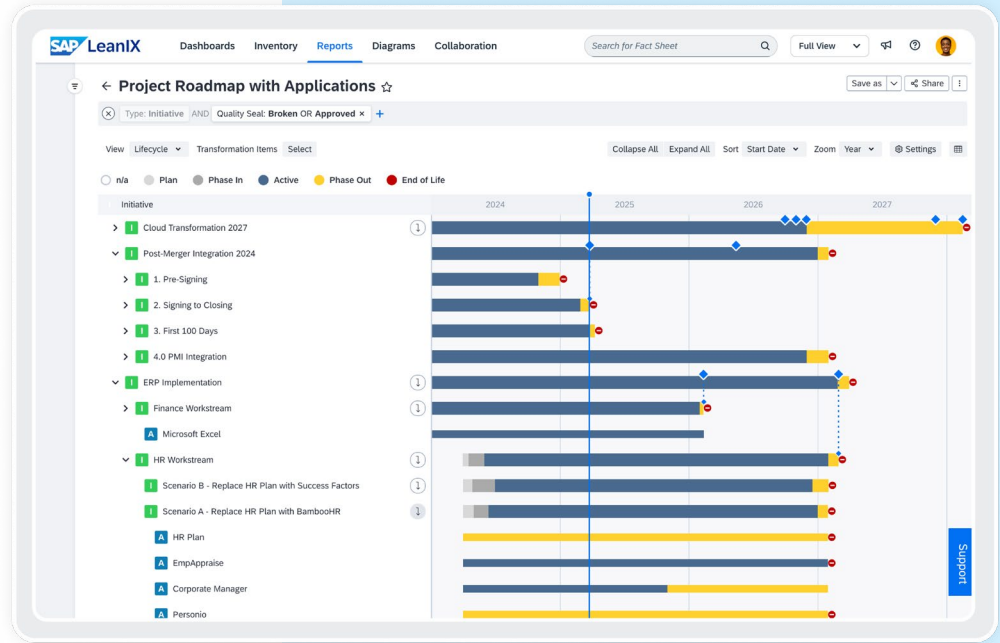 SAP LeanIX Dashboards Inventory Reports Diagrams Collaboration Search for Fact Sheet Full View
Project Roadmap with Applications Save as Share
Type: Initiative AND Quality Seal: Broken OR Approved × +
View Lifecycle Transformation Items Select Collapse All Expand All Sort Start Date Zoom Year Settings
n/a Plan Phase In Active Phase Out End of Life
Initiative 2024 2025 2026 2027
I Cloud Transformation 2027
I Post-Merger Integration 2024
I 1. Pre-Signing
I 2. Signing to Closing
I 3. First 100 Days
I 4.0 PMI Integration
I ERP Implementation
I Finance Workstream
A Microsoft Excel
I HR Workstream
I Scenario B - Replace HR Plan with Success Factors
I Scenario A - Replace HR Plan with BambooHR
A HR Plan
A EmpAppraise
A Corporate Manager
A Personio
Support